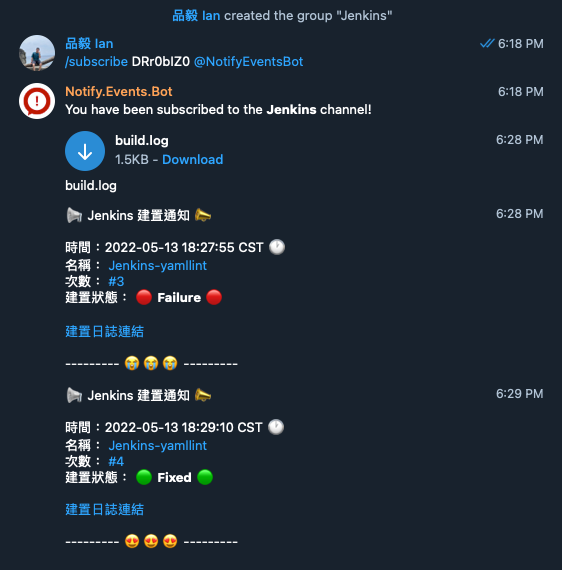 品毅 Ian created the group "Jenkins"
品毅 Ian 6:18 PM
/subscribe DRr0bIZ0 @NotifyEventsBot
Notify.Events.Bot 6:18 PM
You have been subscribed to the Jenkins channel!
build.log 6:28 PM
1.5KB - Download
build.log
📢 Jenkins 建置通知 📣 6:28 PM
時間：2022-05-13 18:27:55 CST 🕐
名稱： Jenkins-yamllint
次數： #3
建置狀態： 🔴 Failure 🔴
建置日誌連結
--------- 😭 😭 😭 ---------
📢 Jenkins 建置通知 📣 6:29 PM
時間：2022-05-13 18:29:10 CST 🕐
名稱： Jenkins-yamllint
次數： #4
建置狀態： 🟢 Fixed 🟢
建置日誌連結
--------- 😍 😍 😍 ---------